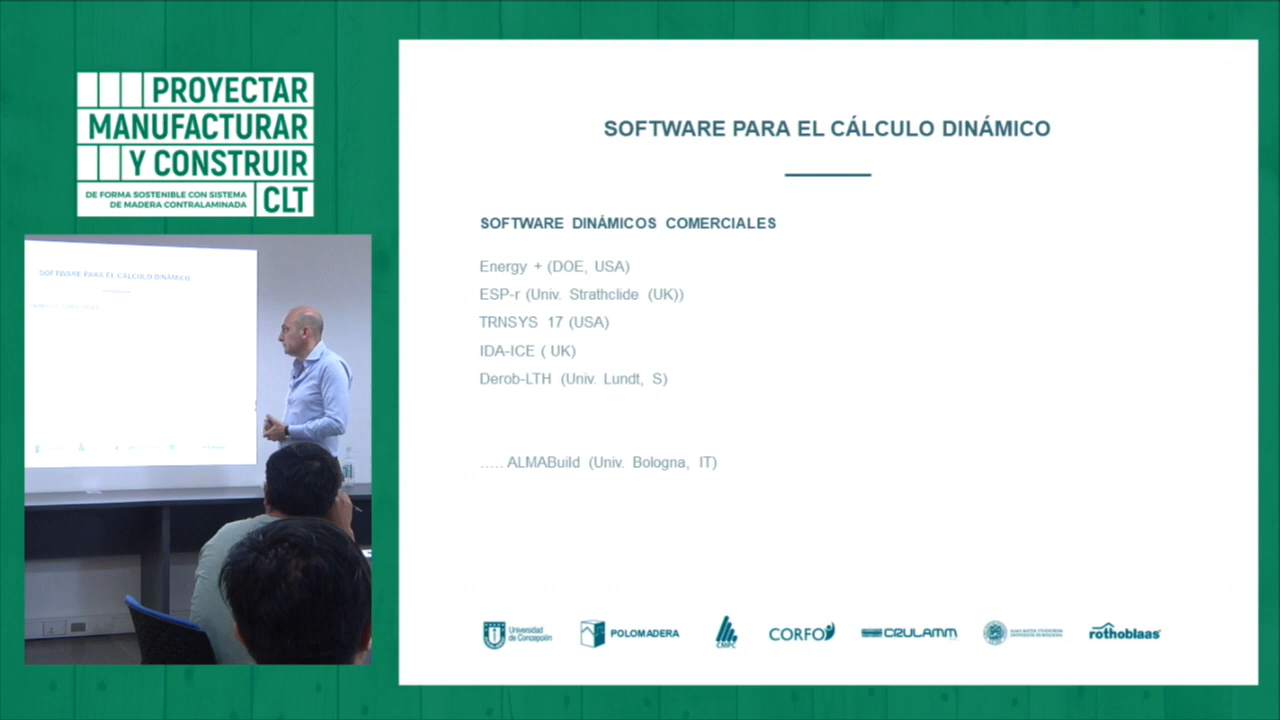 PROYECTAR
MANUFACTURAR
Y CONSTRUIR
DE FORMA SOSTENIBLE CON SISTEMA
DE MADERA CONTRALAMINADA
CLT
SOFTWARE PARA EL CÁLCULO DINÁMICO
SOFTWARE PARA EL CÁLCULO DINÁMICO
SOFTWARE DINÁMICOS COMERCIALES
Energy + (DOE, USA)
ESP-r (Univ. Strathclide (UK))
TRNSYS 17 (USA)
IDA-ICE ( UK)
Derob-LTH (Univ. Lundt, S)
..... ALMABuild (Univ. Bologna, IT)
Universidad
de Concepción
POLOMADERA
CMPC
CORFO
CRULAMM
rothoblaas